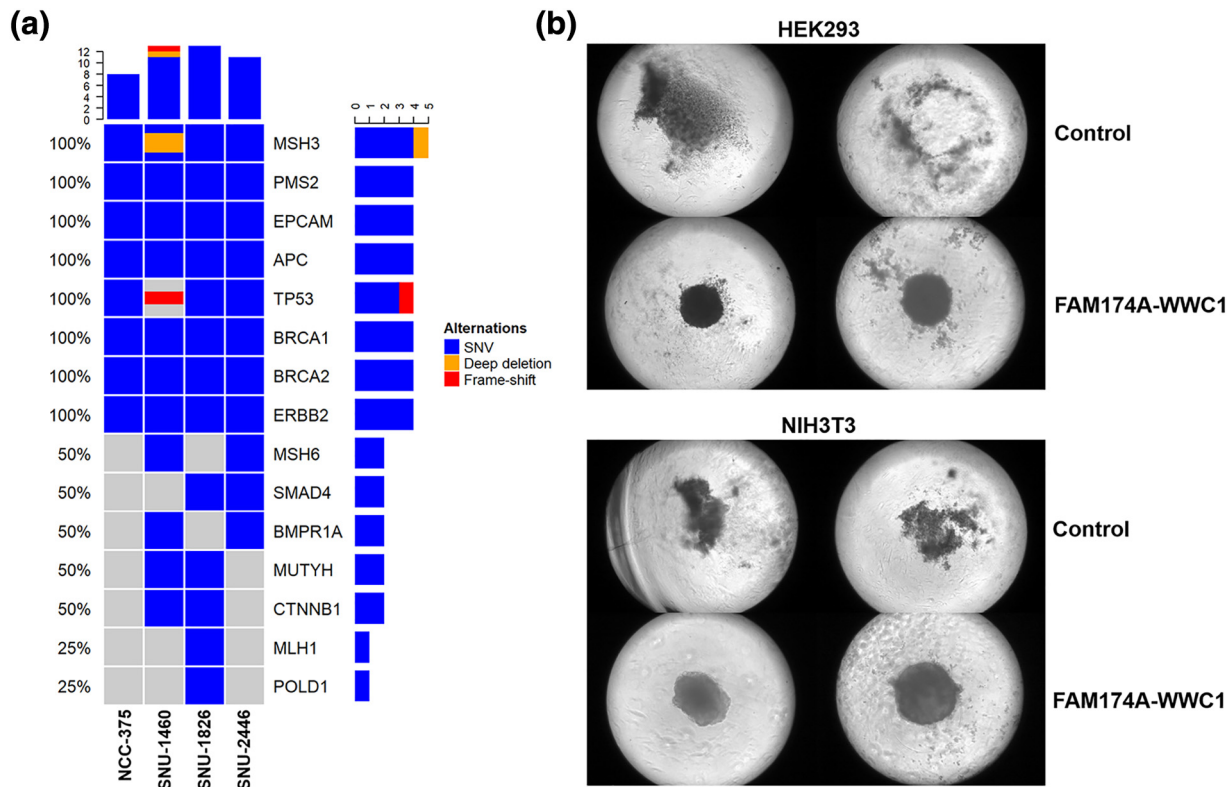 (a)
12
10
8
6
4
2
0
0 1 2 3 4 5
100% MSH3
100% PMS2
100% EPCAM
100% APC
100% TP53
100% BRCA1
100% BRCA2
100% ERBB2
50% MSH6
50% SMAD4
50% BMPR1A
50% MUTYH
50% CTNNB1
25% MLH1
25% POLD1
NCC-375
SNU-1460
SNU-1826
SNU-2446
Alternations
SNV
Deep deletion
Frame-shift
(b)
HEK293
Control
FAM174A-WWC1
NIH3T3
Control
FAM174A-WWC1